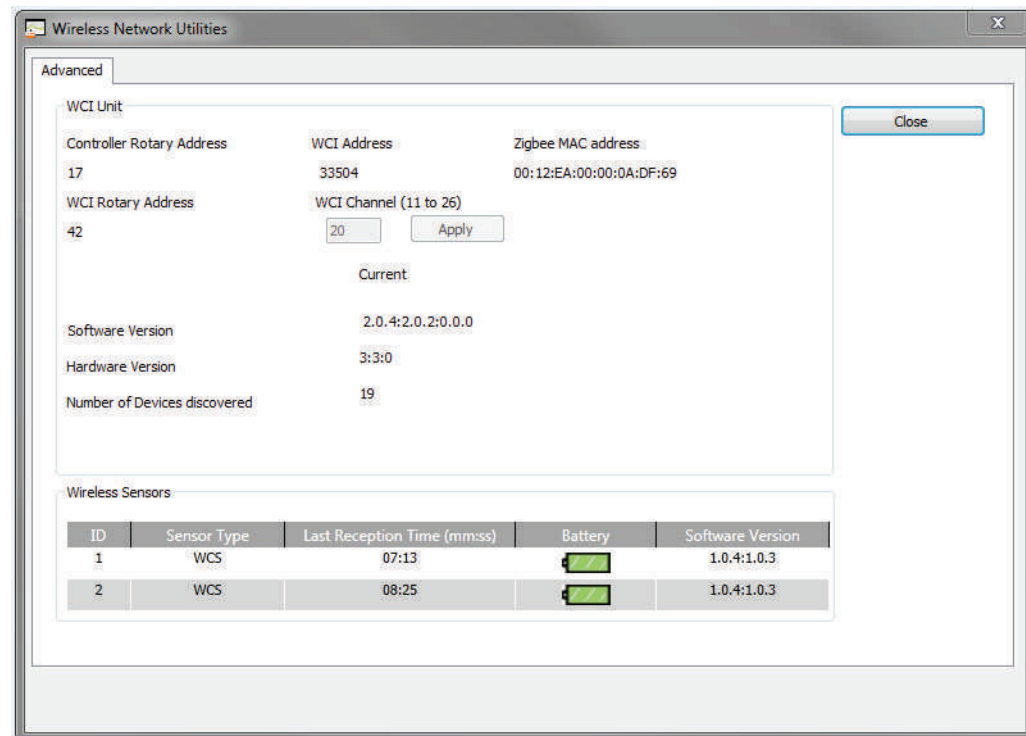 Wireless Network Utilities
X
Advanced
WCI Unit
Close
Controller Rotary Address WCI Address Zigbee MAC address
17 33504 00:12:EA:00:00:0A:DF:69
WCI Rotary Address WCI Channel (11 to 26)
42 20 Apply
Current
Software Version 2.0.4:2.0.2:0.0.0
Hardware Version 3:3:0
Number of Devices discovered 19
Wireless Sensors
ID Sensor Type Last Reception Time (mm:ss) Battery Software Version
1 WCS 07:13 1.0.4:1.0.3
2 WCS 08:25 1.0.4:1.0.3